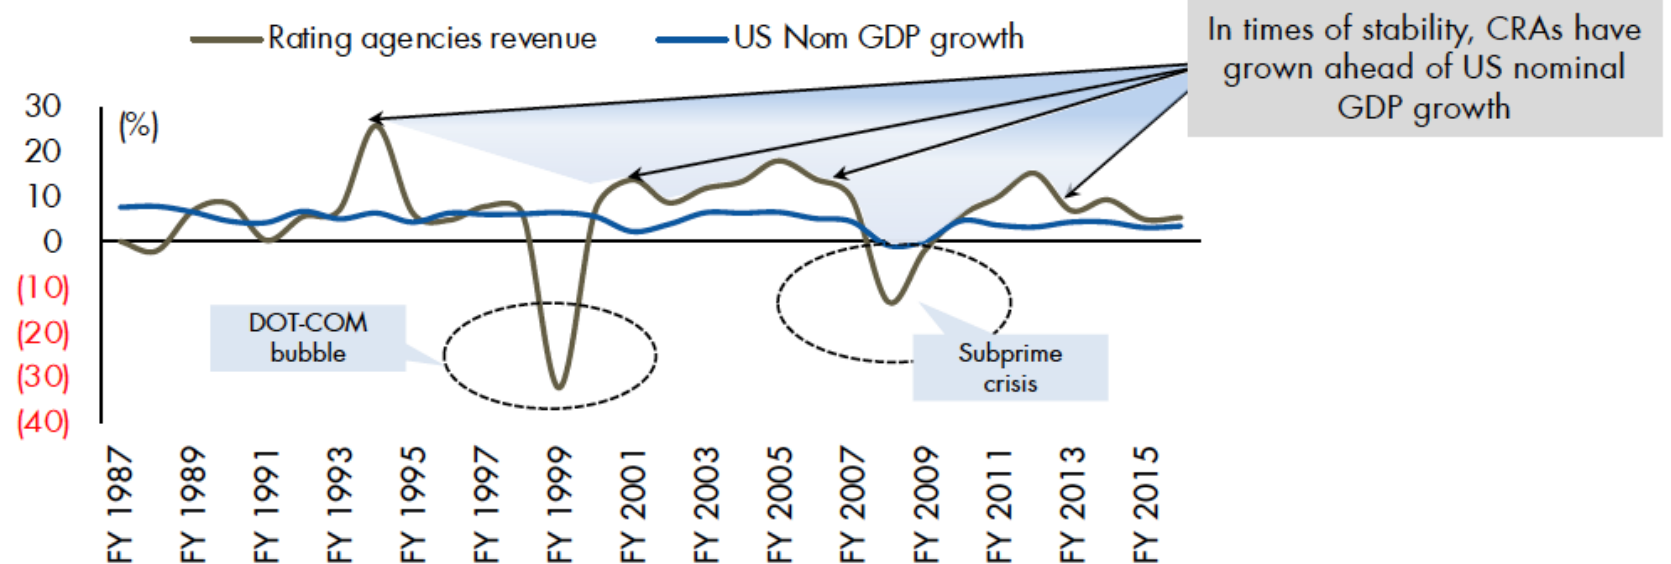 Rating agencies revenue
US Nom GDP growth
In times of stability, CRAs have
grown ahead of US nominal
GDP growth
(%)
30
20
10
0
(10)
(20)
(30)
(40)
DOT-COM
bubble
Subprime
crisis
FY 1987
FY 1989
FY 1991
FY 1993
FY 1995
FY 1997
FY 1999
FY 2001
FY 2003
FY 2005
FY 2007
FY 2009
FY 2011
FY 2013
FY 2015